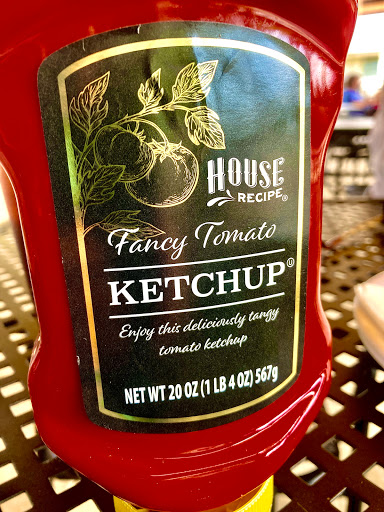 HOUSE
RECIPE®
Fancy Tomato
KETCHUP Ⓤ
Enjoy this deliciously tangy
tomato ketchup
NET WT 20 OZ (1 LB 4 OZ) 567g